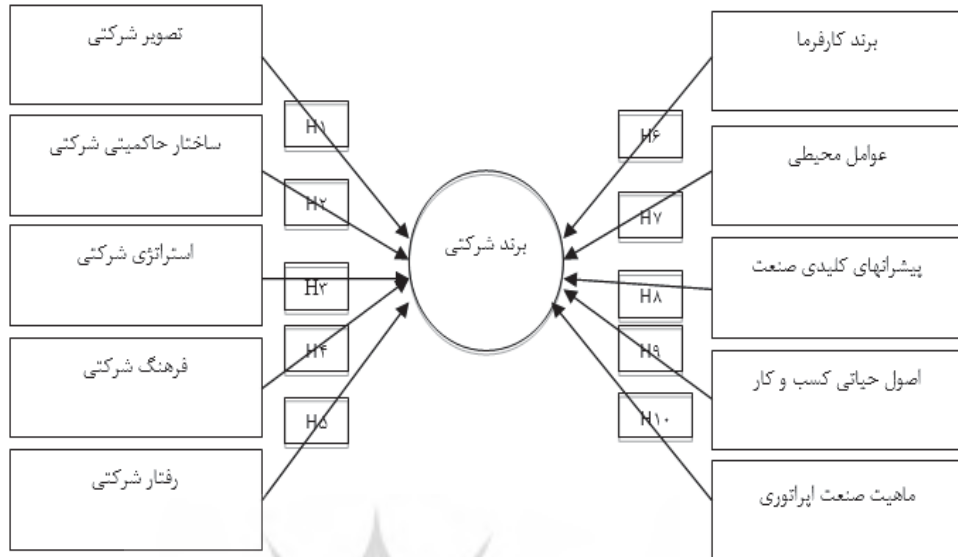 تصویر شرکتی
ساختار حاکمیتی شرکتی
استراتژی شرکتی
فرهنگ شرکتی
رفتار شرکتی
H۱
H۲
H۳
H۴
H۵
برند شرکتی
H۶
H۷
H۸
H۹
H۱۰
برند کارفرما
عوامل محیطی
پیشرانهای کلیدی صنعت
اصول حیاتی کسب و کار
ماهیت صنعت اپراتوری